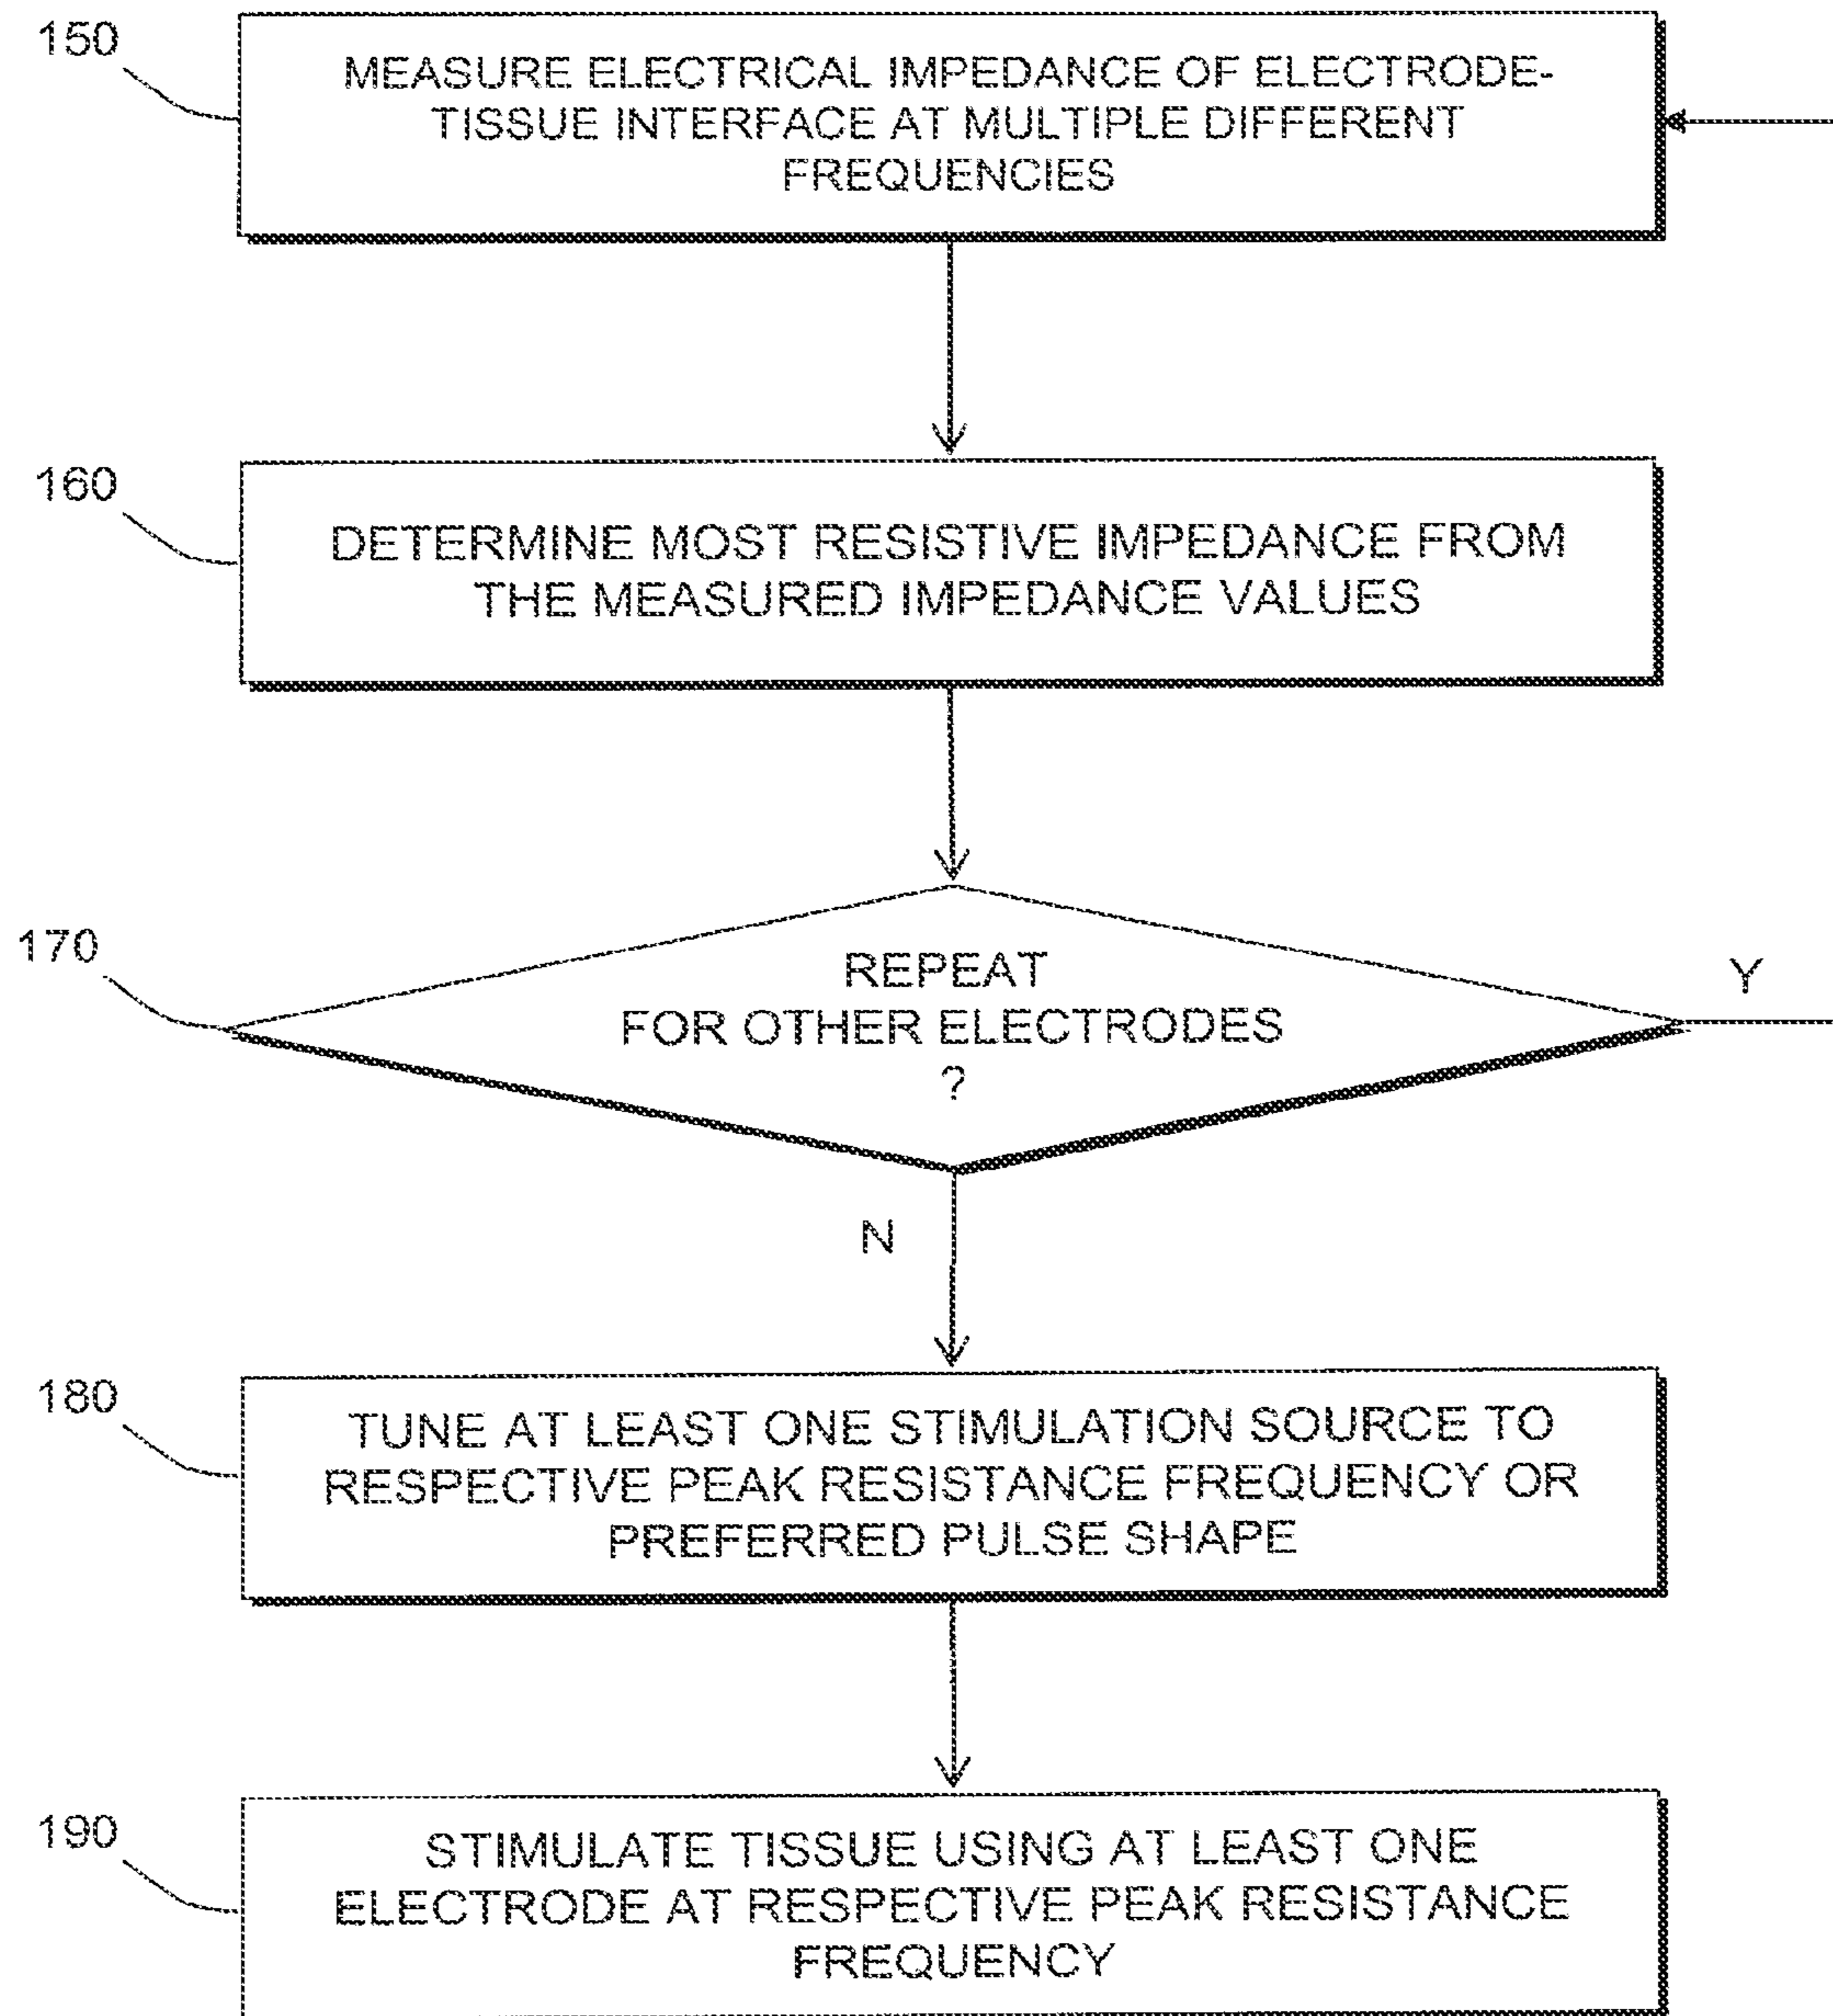 150
MEASURE ELECTRICAL IMPEDANCE OF ELECTRODE-
TISSUE INTERFACE AT MULTIPLE DIFFERENT
FREQUENCIES
160
DETERMINE MOST RESISTIVE IMPEDANCE FROM
THE MEASURED IMPEDANCE VALUES
170
REPEAT
FOR OTHER ELECTRODES
?
Y
N
180
TUNE AT LEAST ONE STIMULATION SOURCE TO
RESPECTIVE PEAK RESISTANCE FREQUENCY OR
PREFERRED PULSE SHAPE
190
STIMULATE TISSUE USING AT LEAST ONE
ELECTRODE AT RESPECTIVE PEAK RESISTANCE
FREQUENCY